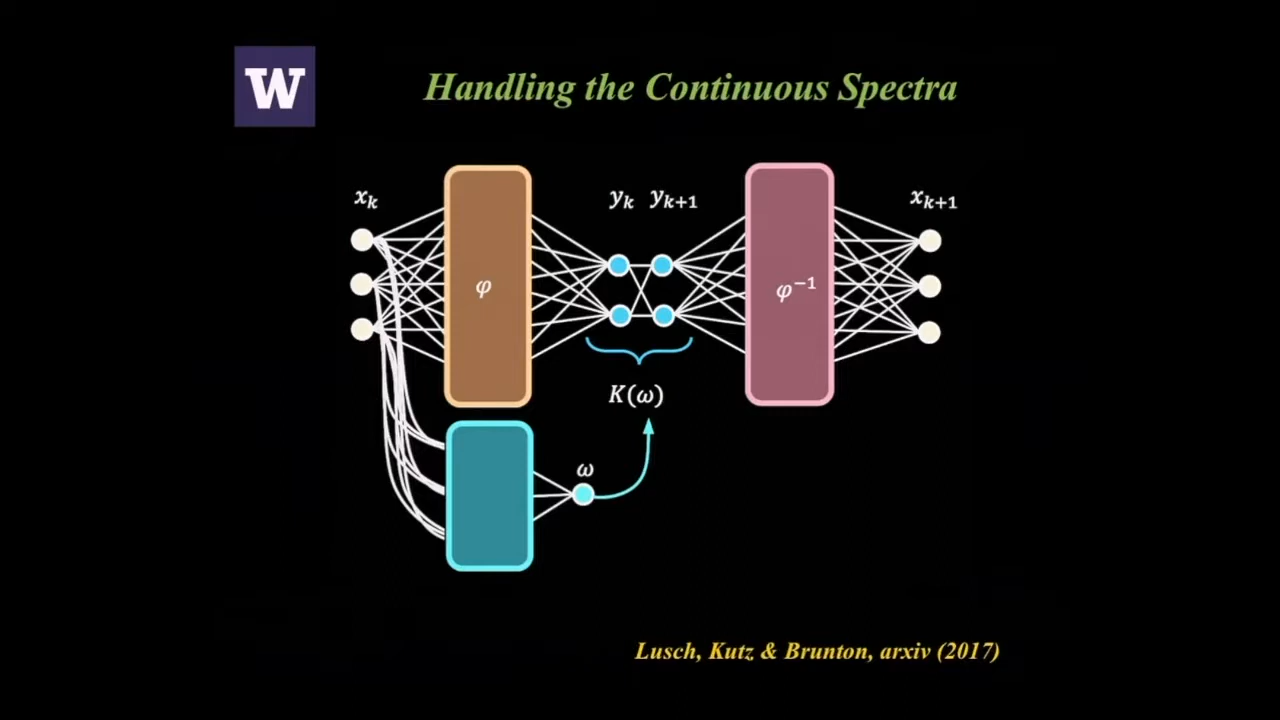 W
Handling the Continuous Spectra
xₖ
yₖ yₖ₊₁
xₖ₊₁
φ
φ⁻¹
K(ω)
ω
Lusch, Kutz & Brunton, arxiv (2017)